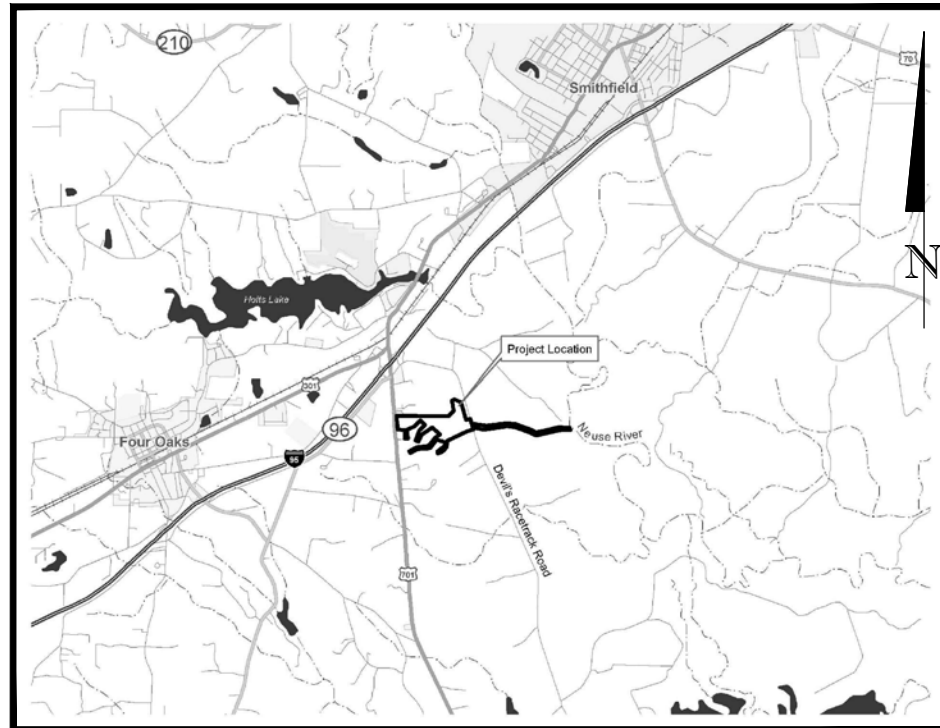 210
Smithfield
70
N
Holts Lake
Project Location
301
96
Four Oaks
95
Neuse River
Devil's Racetrack Road
701